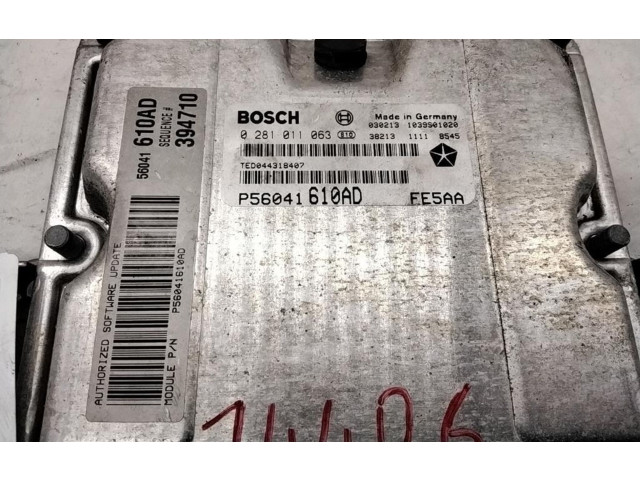 56041 610AD
SEQUENCE # 394710
AUTHORIZED SOFTWARE UPDATE
MODULE P/N P56041610AD
BOSCH
Made in Germany
0 281 011 063
030213 1039S01020
38213 1111 8545
TED044318407
P56041 610AD FE5AA